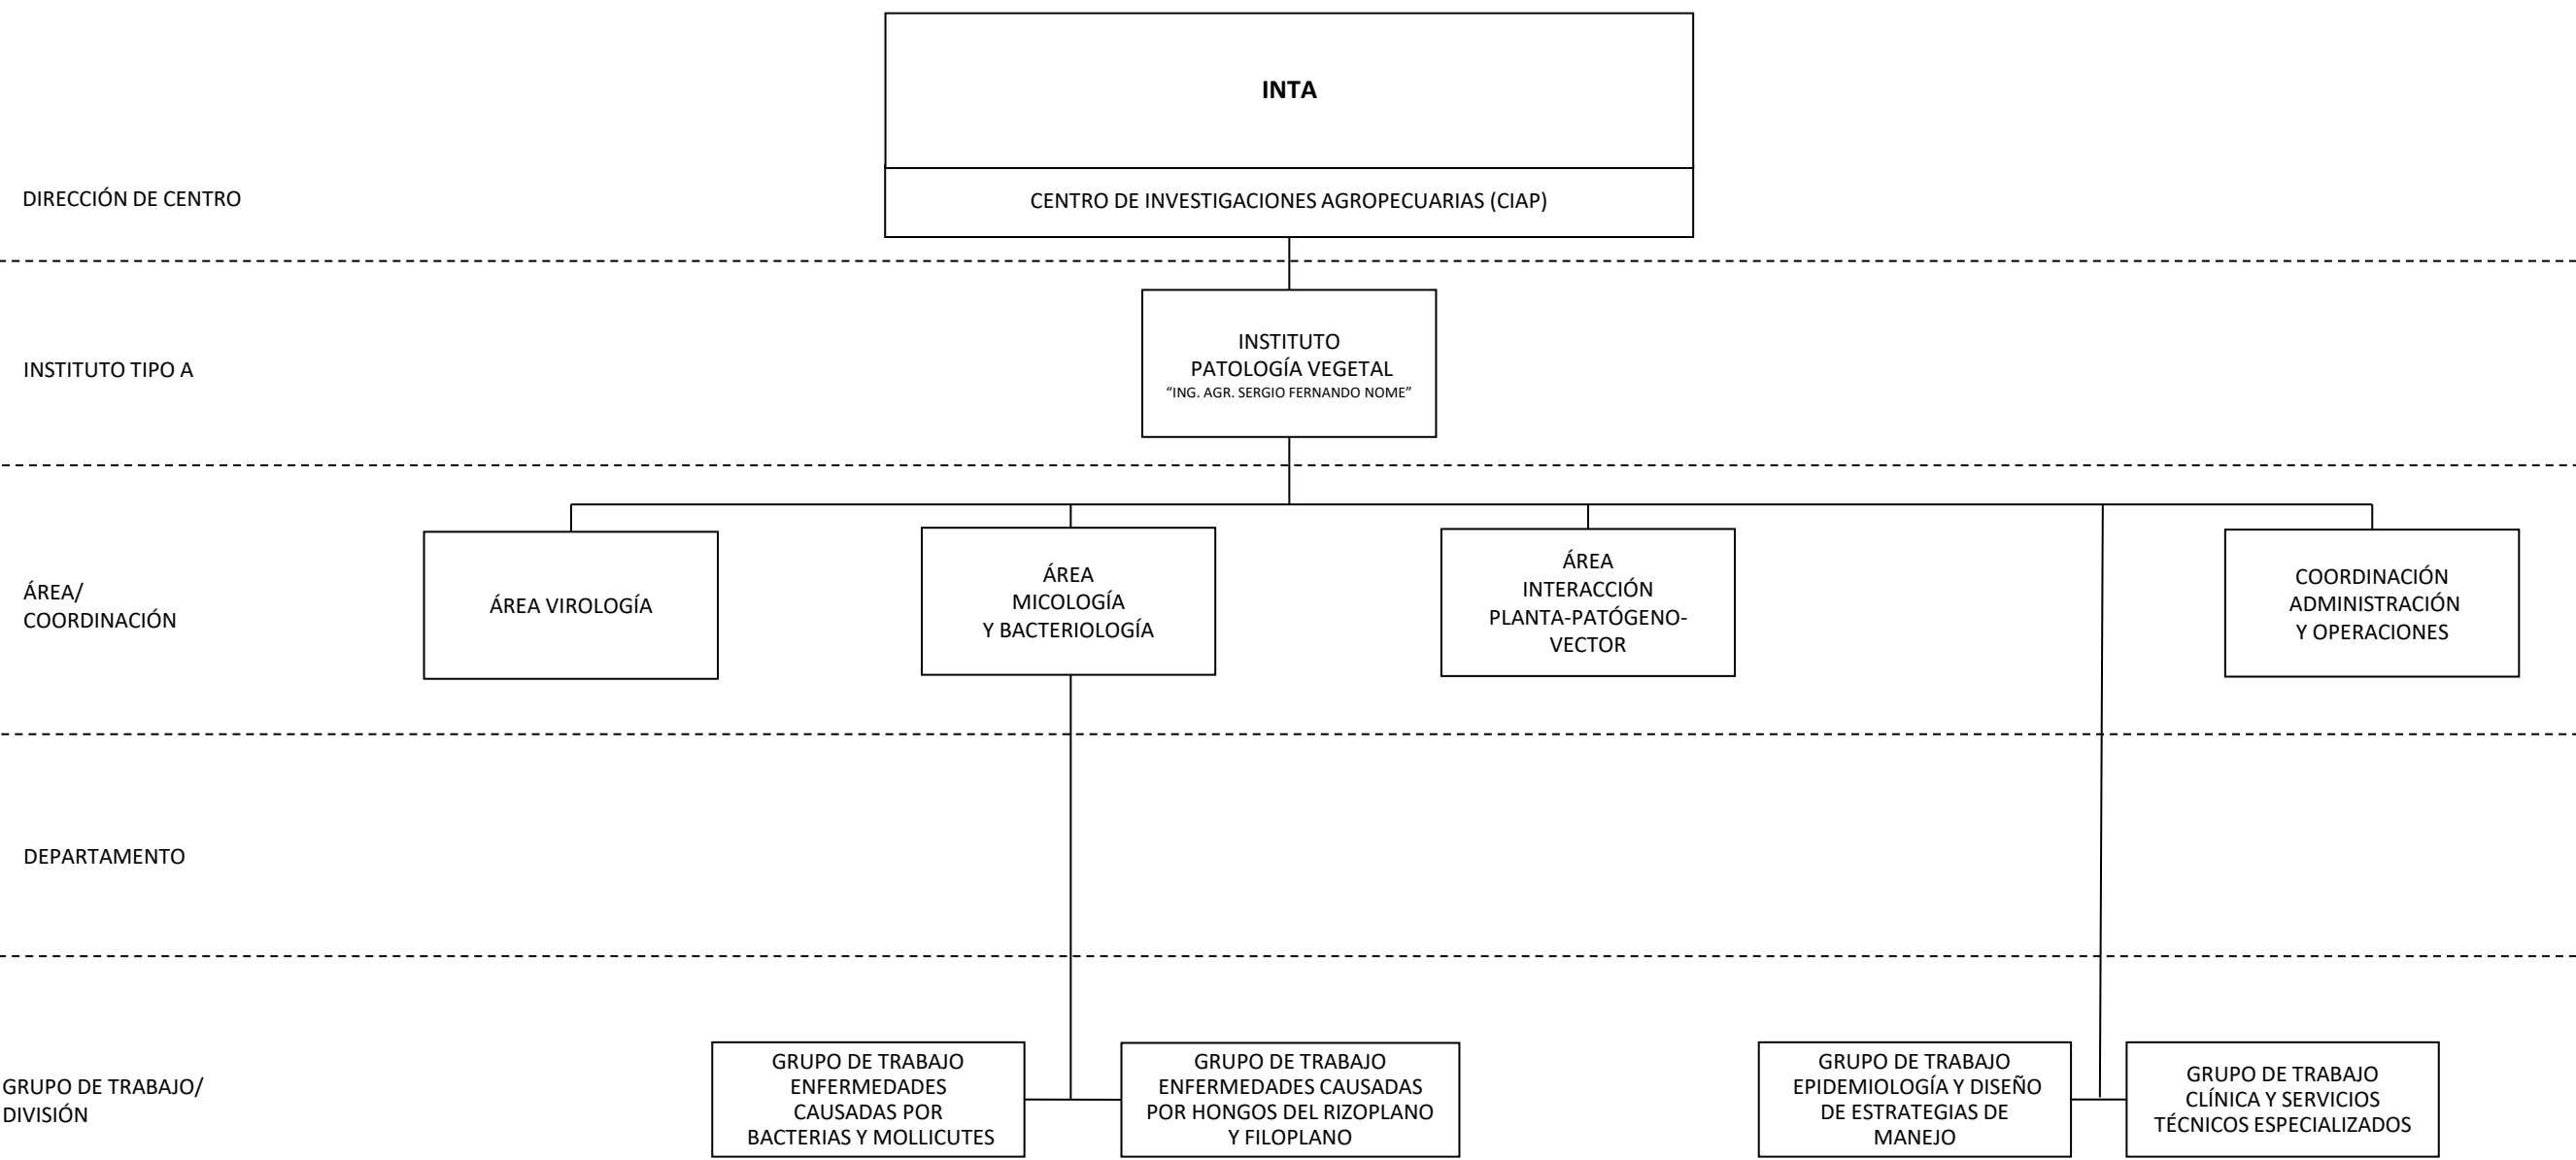 INTA
DIRECCIÓN DE CENTRO
CENTRO DE INVESTIGACIONES AGROPECUARIAS (CIAP)
INSTITUTO TIPO A
INSTITUTO
PATOLOGÍA VEGETAL
“ING. AGR. SERGIO FERNANDO NOME”
ÁREA/
COORDINACIÓN
ÁREA VIROLOGÍA
ÁREA
MICOLOGÍA
Y BACTERIOLOGÍA
ÁREA
INTERACCIÓN
PLANTA-PATÓGENO-
VECTOR
COORDINACIÓN
ADMINISTRACIÓN
Y OPERACIONES
DEPARTAMENTO
GRUPO DE TRABAJO/
DIVISIÓN
GRUPO DE TRABAJO
ENFERMEDADES
CAUSADAS POR
BACTERIAS Y MOLLICUTES
GRUPO DE TRABAJO
ENFERMEDADES CAUSADAS
POR HONGOS DEL RIZOPLANO
Y FILOPLANO
GRUPO DE TRABAJO
EPIDEMIOLOGÍA Y DISEÑO
DE ESTRATEGIAS DE
MANEJO
GRUPO DE TRABAJO
CLÍNICA Y SERVICIOS
TÉCNICOS ESPECIALIZADOS